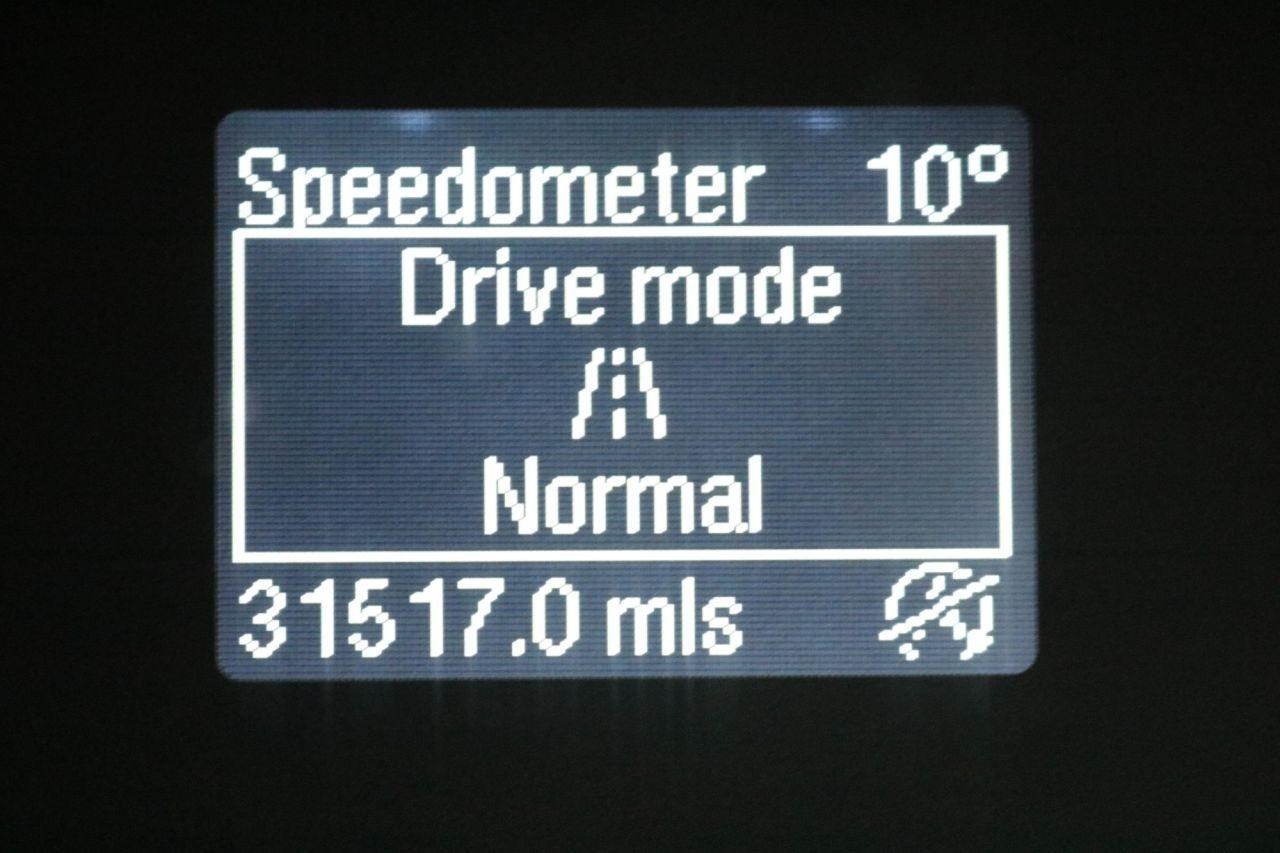 Speedometer 10°
Drive mode
Normal
31517.0 mls